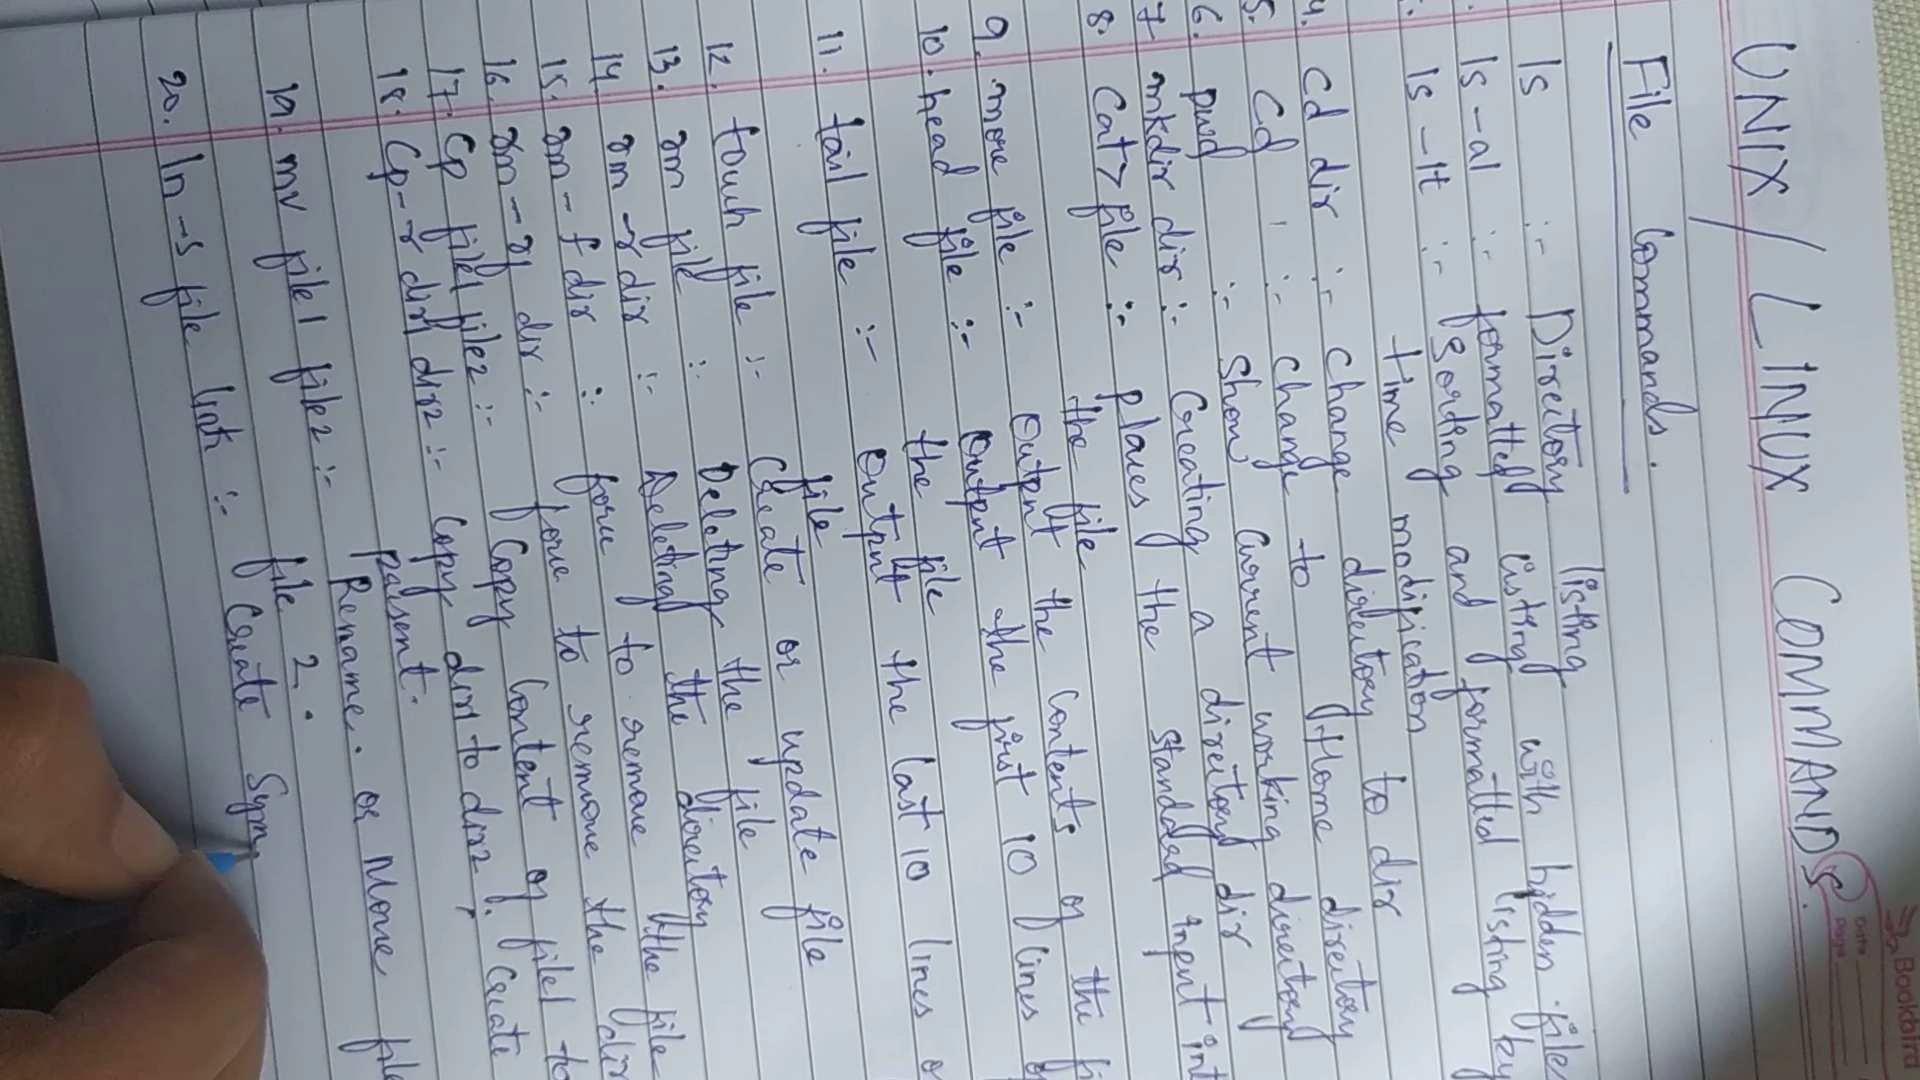 Bookbird
Date
Page
UNIX / LINUX COMMANDS.
File Commands.
ls :- Directory listing
ls -al :- formatted listing with hidden file
ls -lt :- Sorting and formatted listing by
time modification
4. cd dir :- change directory to dir
5. cd :- change to (Home directory
6. pwd :- Show current working directory
7 mkdir dir :- Creating a directory dir
8. Cat> file :- places the standard input int
the file
9. more file :- Output the contents of the fi
10. head file :- Output the first 10 lines of
the file
11. tail file :- Output the last 10 lines o
file
12. touch file :- Create or update file
13. rm file :- Deleting the file
14. rm -r dir :- Deleting the directory
15. rm -f dir :- force to remove the file
16. rm -rf dir :- force to remove the dir
17. Cp file1 file2 :- Copy content of file1 to
18. Cp -r dir1 dir2 :- Copy dir1 to dir2, Create
19. mv file1 file2 :- Rename. or Move file
file 2.
20. ln -s file link :- Create Sym